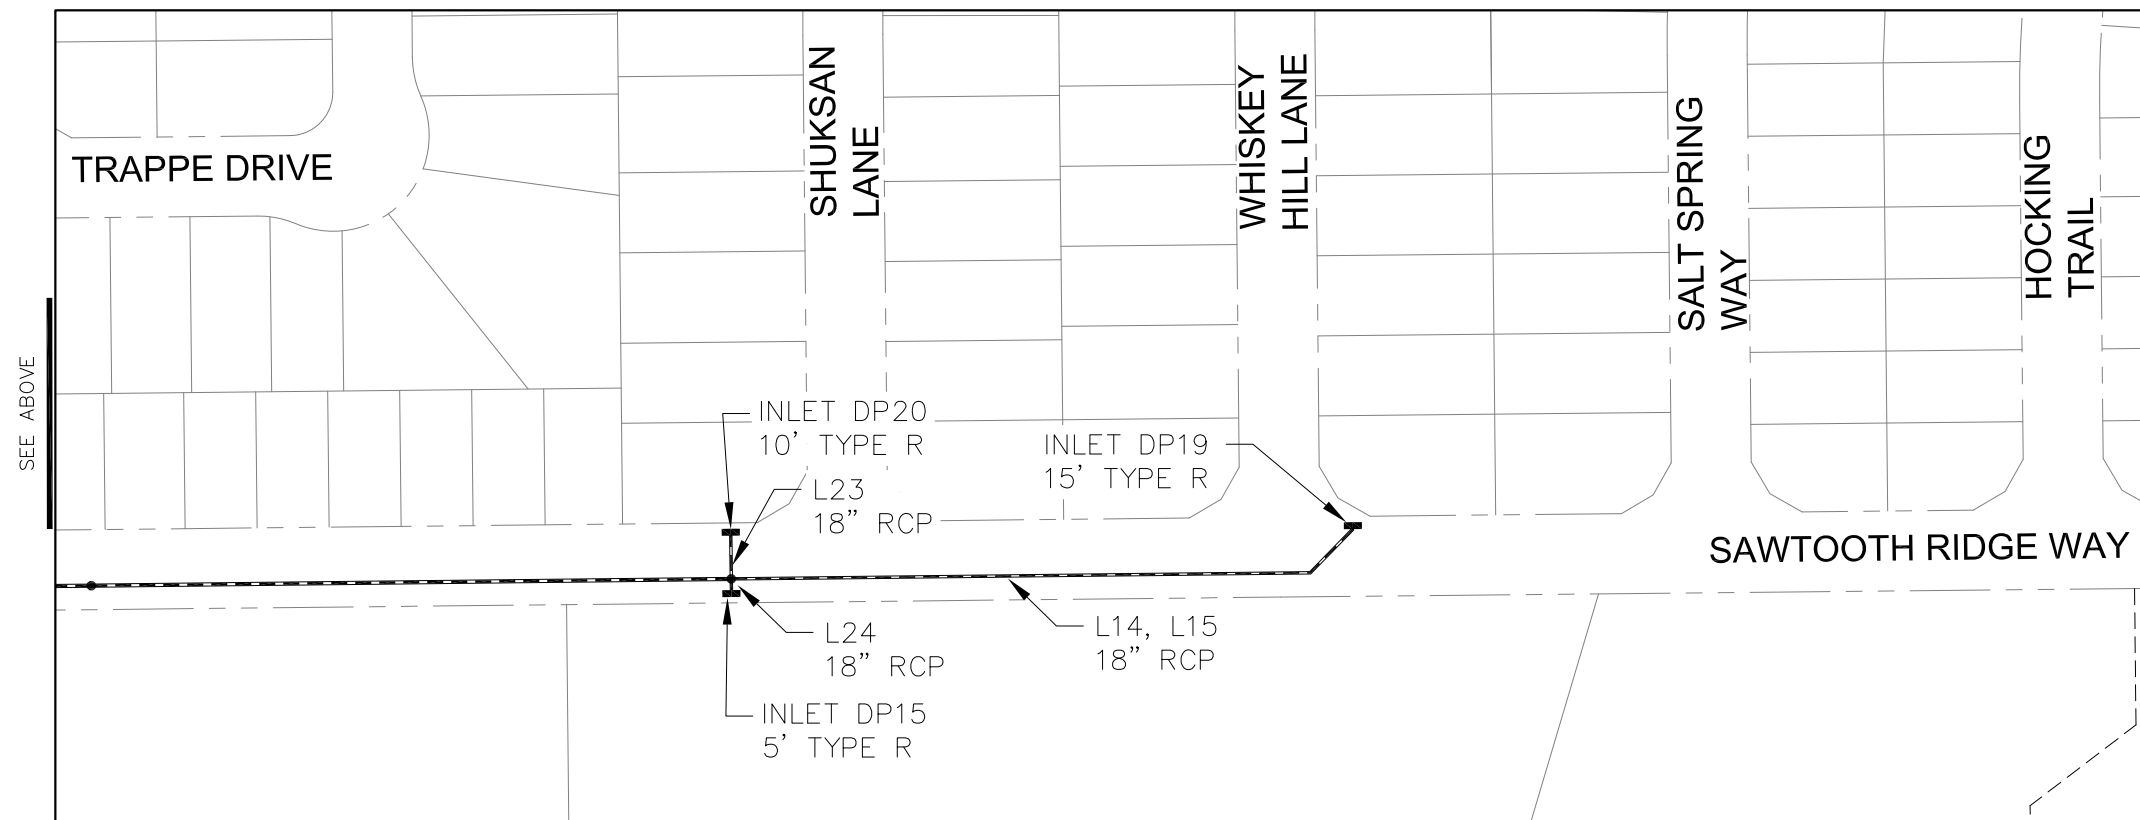 TRAPPE DRIVE
SHUKSAN
LANE
WHISKEY
HILL LANE
SALT SPRING
WAY
HOCKING
TRAIL
SEE ABOVE
INLET DP20
10' TYPE R
L23
18" RCP
INLET DP19
15' TYPE R
SAWTOOTH RIDGE WAY
L24
18" RCP
L14, L15
18" RCP
INLET DP15
5' TYPE R